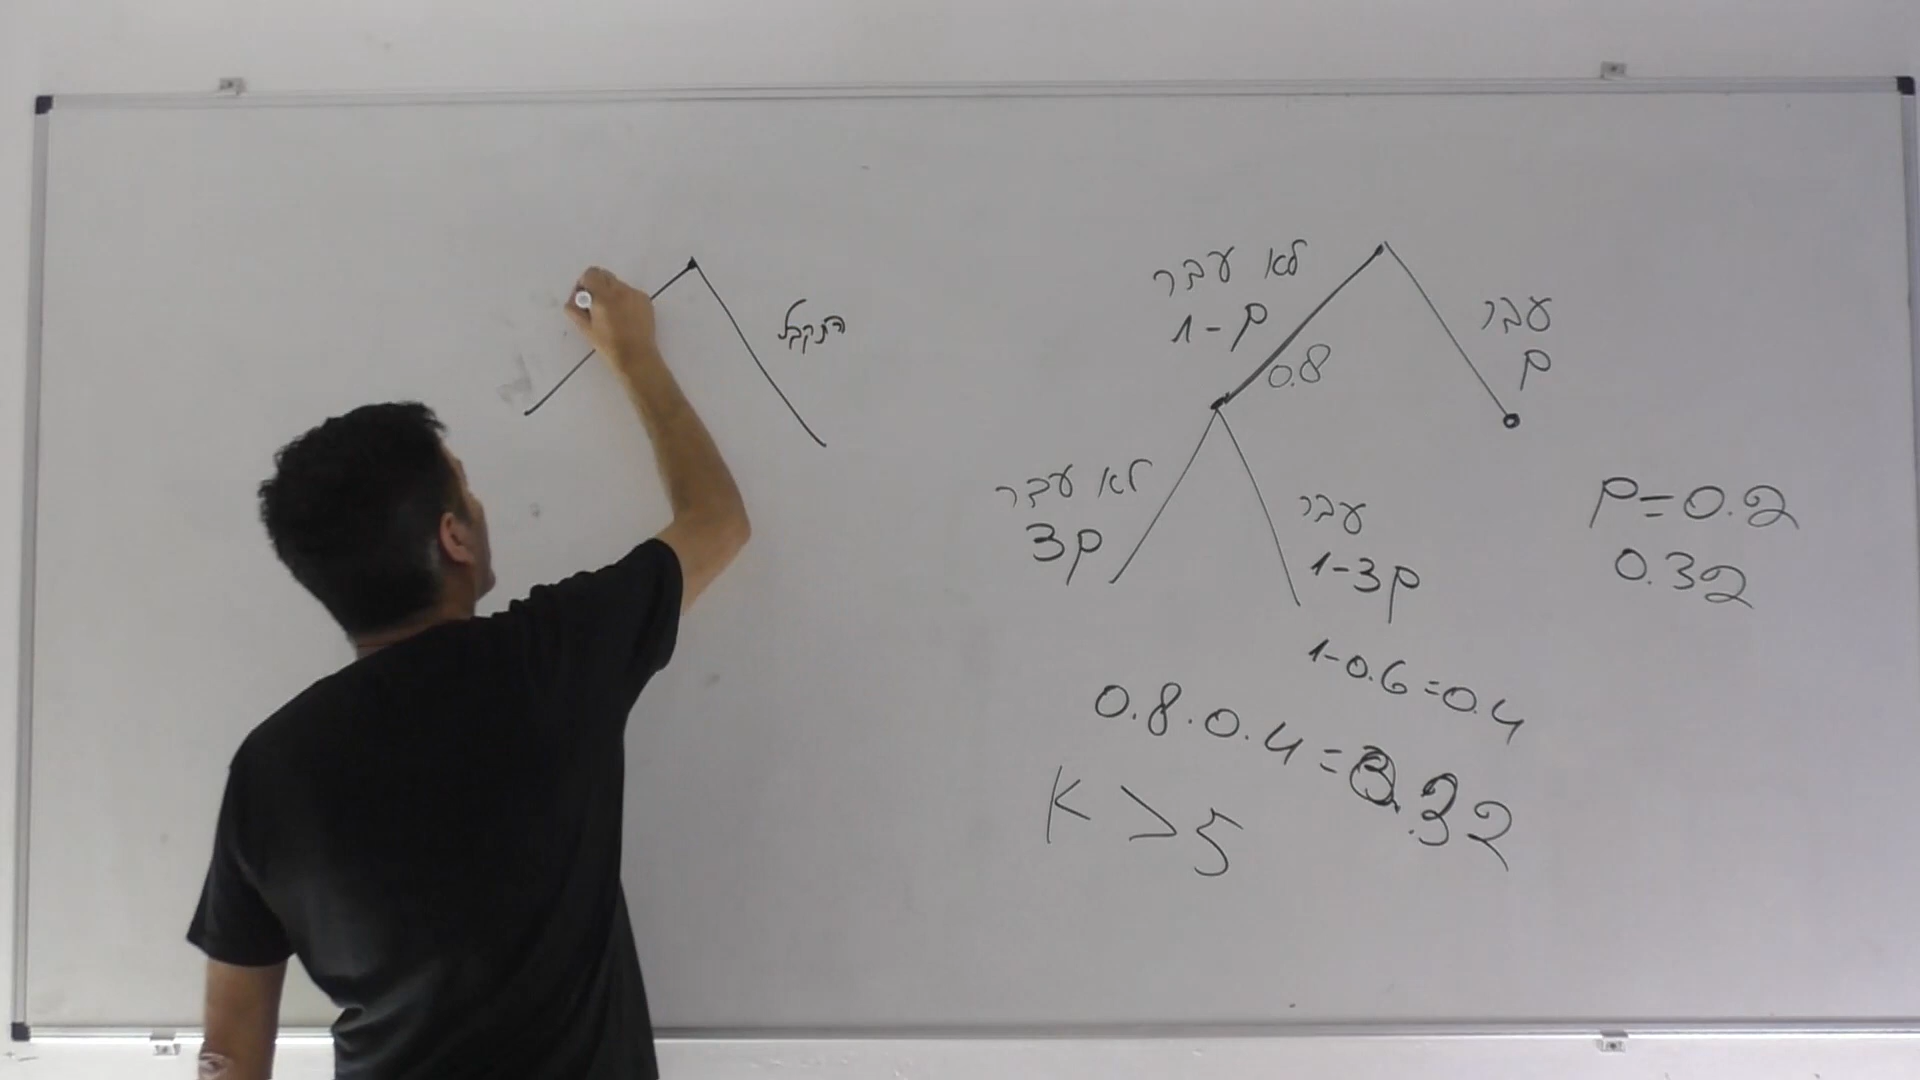 התקבל
לא עבר
1-P
0.8
עבר
P
לא עבר
3P
עבר
1-3P
1-0.6=0.4
0.8·0.4=0.32
K>5
P=0.2
0.32